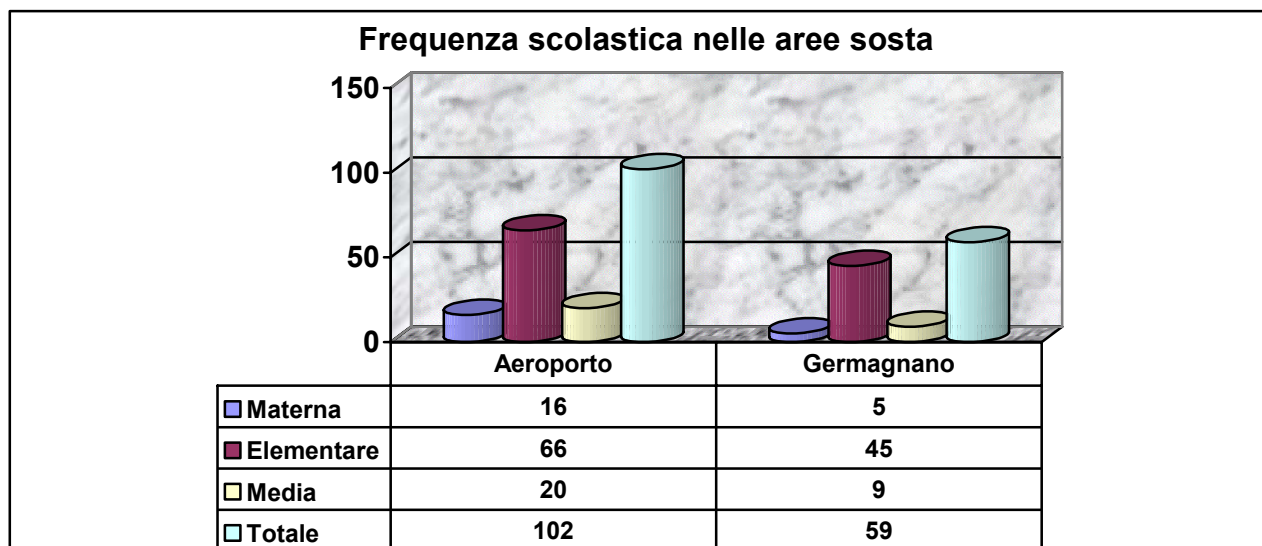 Frequenza scolastica nelle aree sosta
150
100
50
0
Aeroporto Germagnano
Materna 16 5
Elementare 66 45
Media 20 9
Totale 102 59